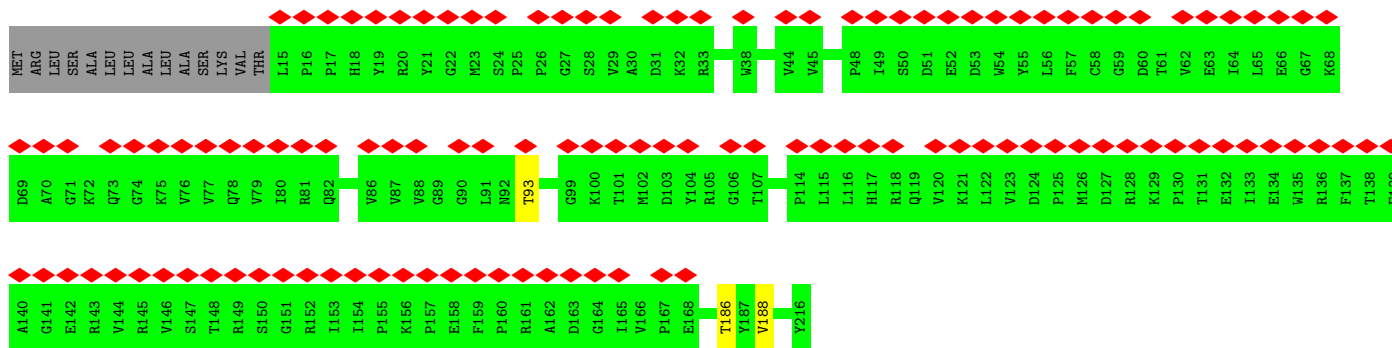 MET ARG LEU SER ALA LEU LEU ALA LEU ALA SER LYS VAL THR L15 P16 P17 H18 Y19 R20 Y21 G22 M23 S24 P25 P26 G27 S28 V29 A30 D31 K32 R33 W38 V44 V45 P48 I49 S50 D51 E52 D53 W54 Y55 L56 F57 C58 G59 D60 T61 V62 E63 I64 L65 E66 G67 K68
D69 A70 G71 K72 Q73 G74 K75 V76 V77 Q78 V79 I80 R81 Q82 V86 V87 V88 G89 G90 L91 N92 T93 G99 K100 T101 M102 D103 Y104 R105 G106 T107 P114 L115 L116 H117 R118 Q119 V120 K121 L122 V123 D124 P125 M126 D127 R128 K129 P130 T131 E132 I133 E134 W135 R136 F137 T138
A140 G141 E142 R143 V144 R145 V146 S147 T148 R149 S150 G151 R152 I153 I154 P155 K156 P157 E158 F159 P160 R161 A162 D163 G164 I165 V166 P167 E168 T186 Y187 V188 Y216